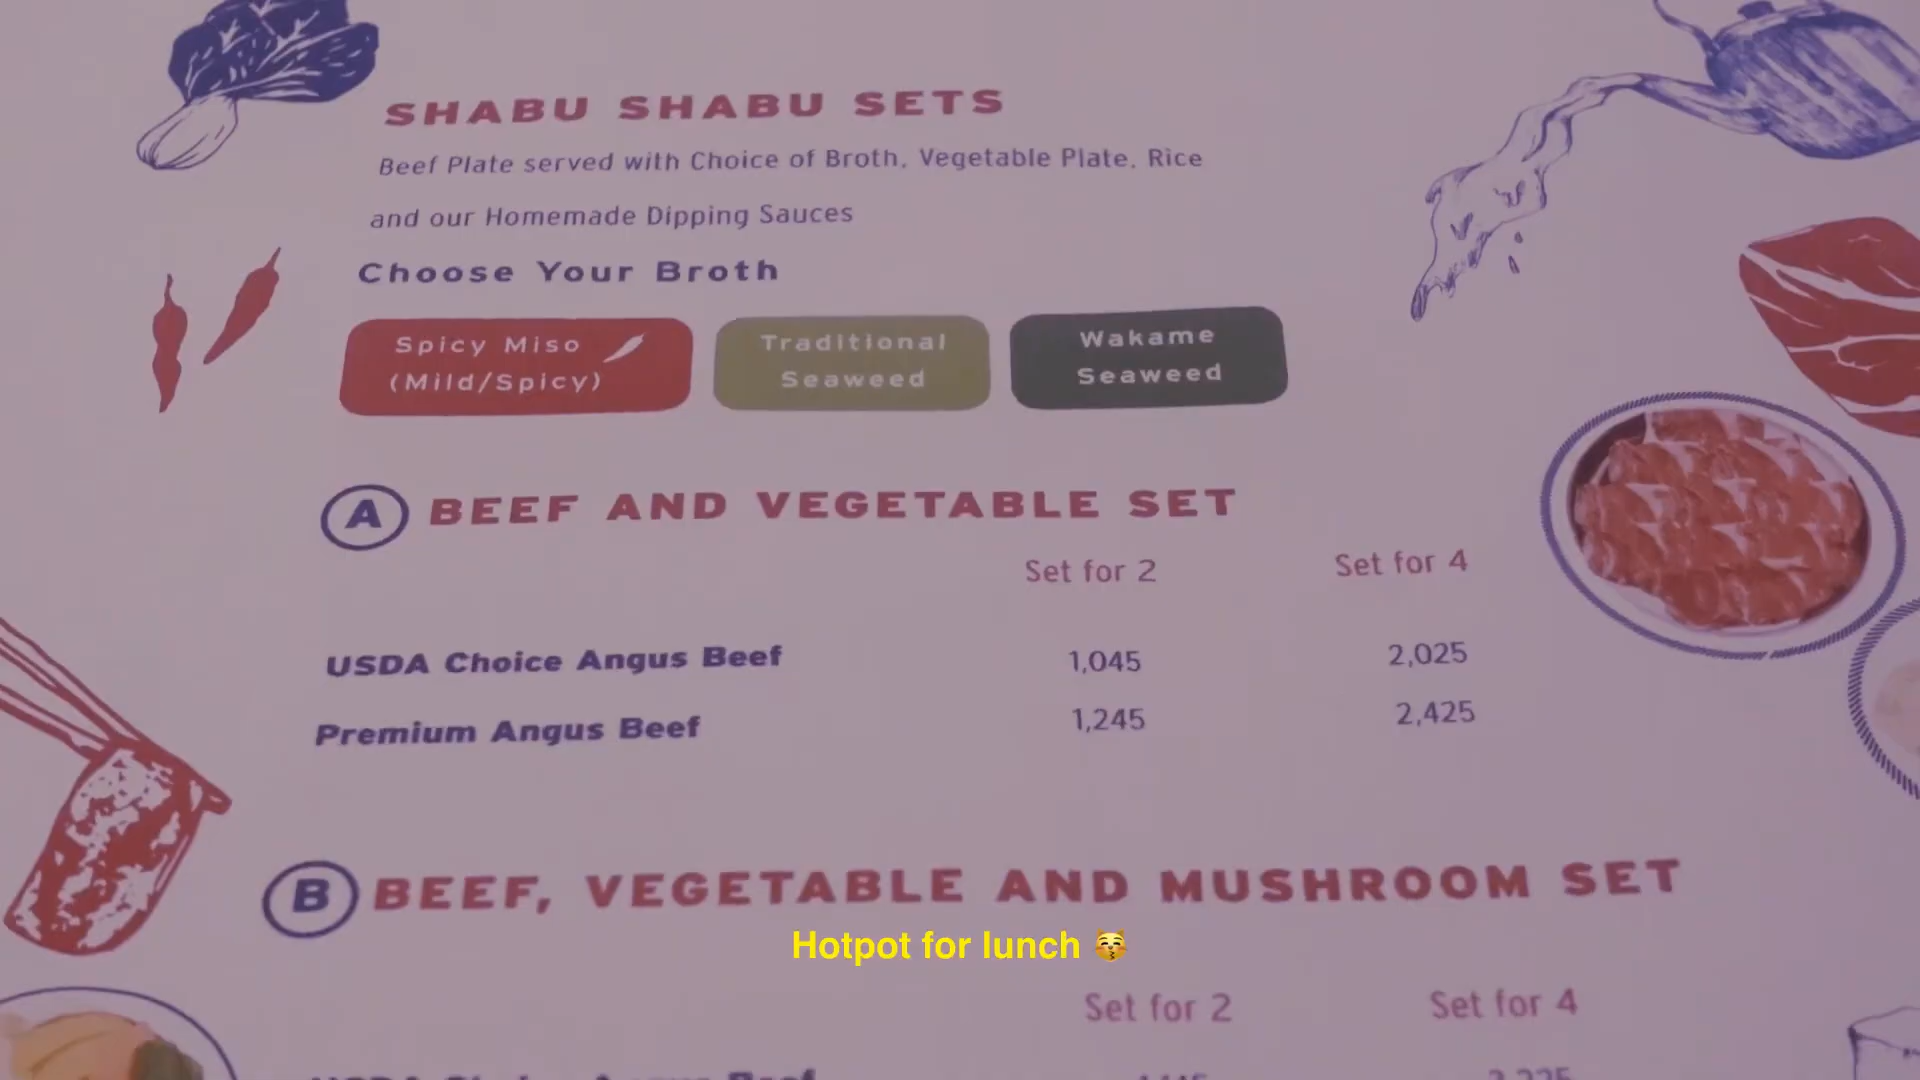 SHABU SHABU SETS
Beef Plate served with Choice of Broth, Vegetable Plate, Rice
and our Homemade Dipping Sauces
Choose Your Broth
Spicy Miso
(Mild/Spicy)
Traditional
Seaweed
Wakame
Seaweed
A BEEF AND VEGETABLE SET
Set for 2 Set for 4
USDA Choice Angus Beef 1,045 2,025
Premium Angus Beef 1,245 2,425
B BEEF, VEGETABLE AND MUSHROOM SET
Hotpot for lunch 😽
Set for 2 Set for 4